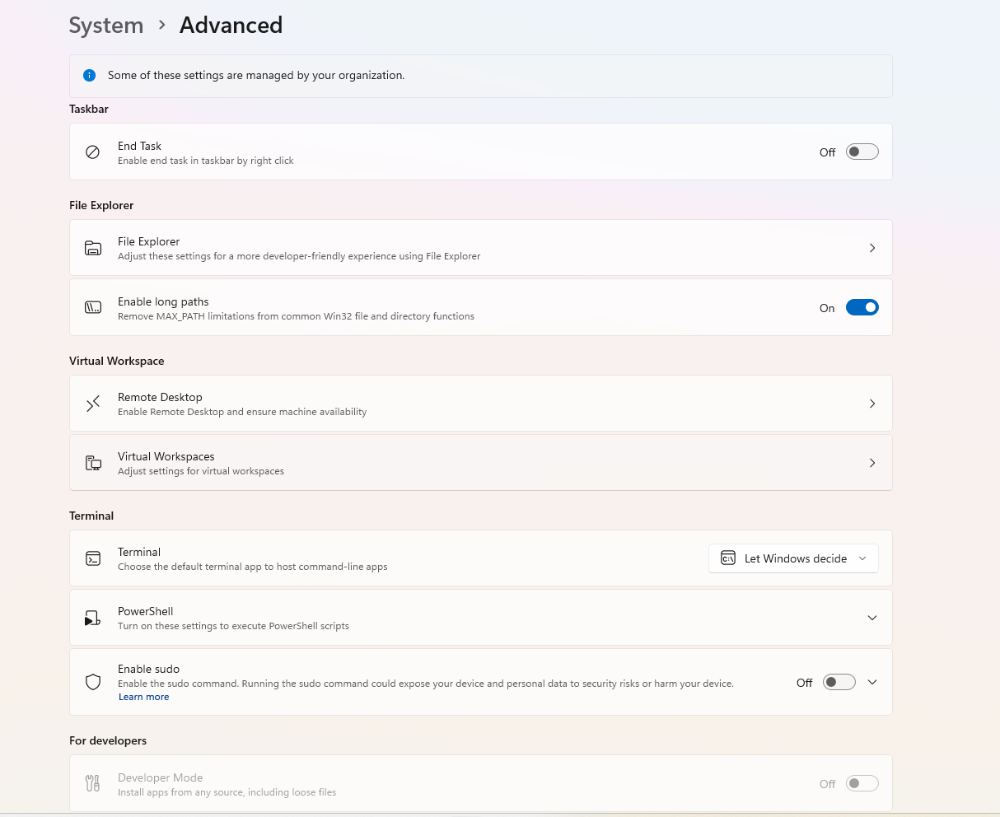 System > Advanced
Some of these settings are managed by your organization.
Taskbar
End Task
Enable end task in taskbar by right click
Off
File Explorer
File Explorer
Adjust these settings for a more developer-friendly experience using File Explorer
Enable long paths
Remove MAX_PATH limitations from common Win32 file and directory functions
On
Virtual Workspace
Remote Desktop
Enable Remote Desktop and ensure machine availability
Virtual Workspaces
Adjust settings for virtual workspaces
Terminal
Terminal
Choose the default terminal app to host command-line apps
Let Windows decide
PowerShell
Turn on these settings to execute PowerShell scripts
Enable sudo
Enable the sudo command. Running the sudo command could expose your device and personal data to security risks or harm your device.
Learn more
Off
For developers
Developer Mode
Install apps from any source, including loose files
Off